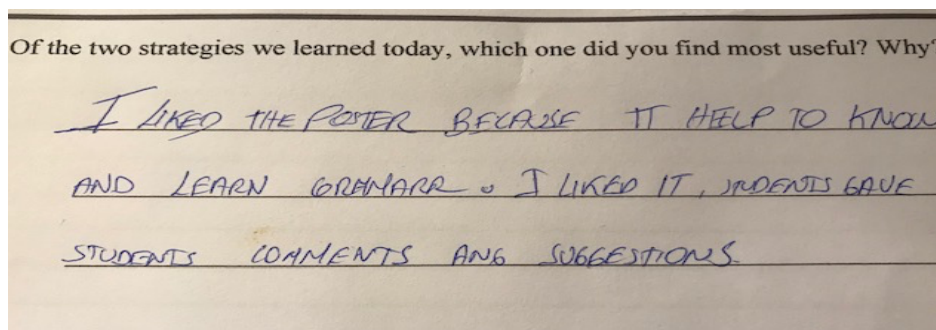 Of the two strategies we learned today, which one did you find most useful? Why?
I LIKED THE POSTER BECAUSE IT HELP TO KNOW
AND LEARN GRAMARR. I LIKED IT, STUDENTS GAVE
STUDENTS COMMENTS ANG SUGGESTIONS.